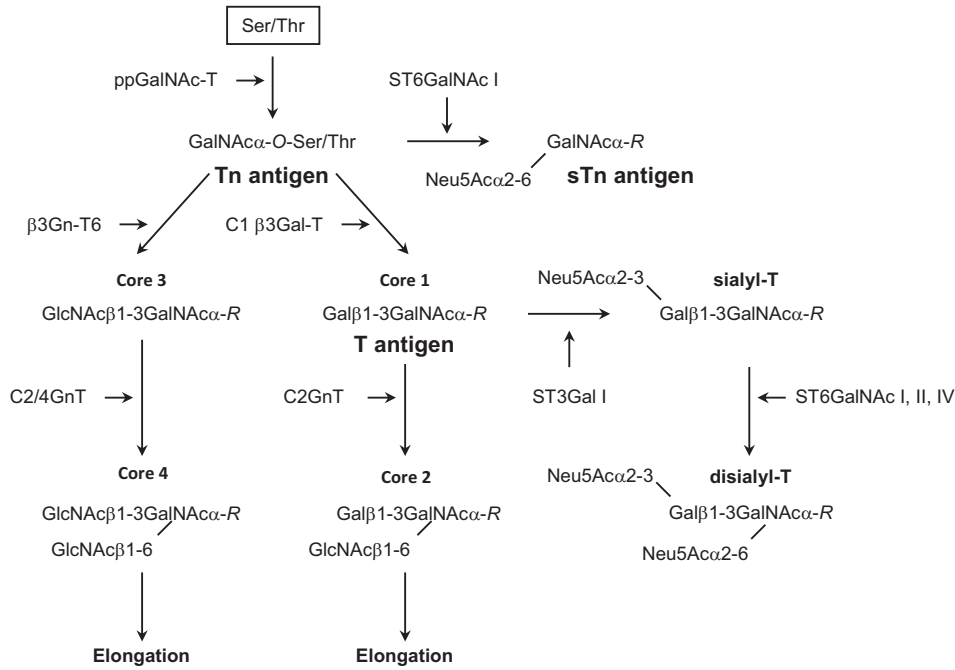 Ser/Thr
ppGalNAc-T
ST6GalNAc I
GalNAcα-O-Ser/Thr
GalNAcα-R
Tn antigen
Neu5Acα2-6
sTn antigen
β3Gn-T6
C1 β3Gal-T
Core 3
Core 1
Neu5Acα2-3
sialyl-T
GlcNAcβ1-3GalNAcα-R
Galβ1-3GalNAcα-R
Galβ1-3GalNAcα-R
T antigen
C2/4GnT
C2GnT
ST3Gal I
ST6GalNAc I, II, IV
Core 4
Core 2
Neu5Acα2-3
disialyl-T
GlcNAcβ1-3GalNAcα-R
Galβ1-3GalNAcα-R
Galβ1-3GalNAcα-R
GlcNAcβ1-6
GlcNAcβ1-6
Neu5Acα2-6
Elongation
Elongation